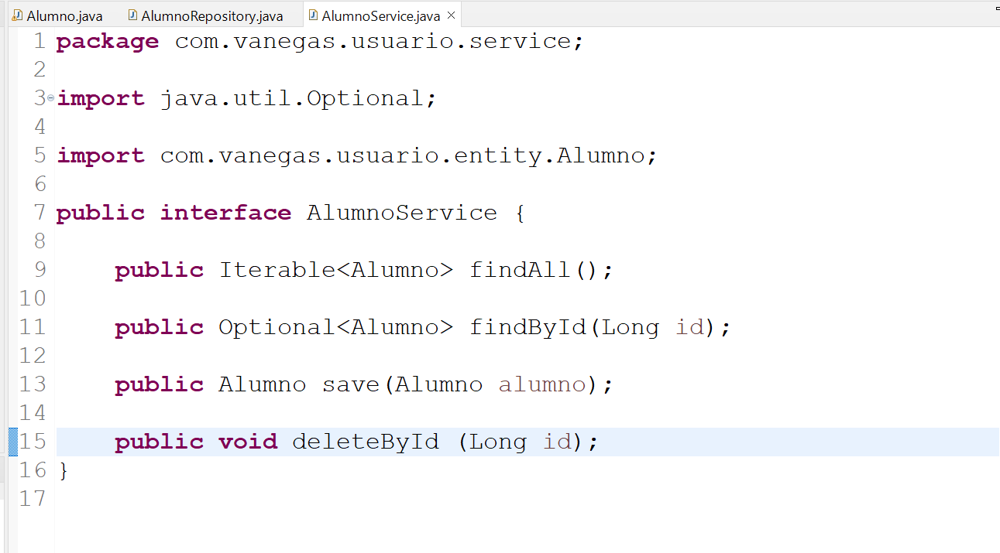 Alumno.java AlumnoRepository.java AlumnoService.java
1 package com.vanegas.usuario.service;
2
3 import java.util.Optional;
4
5 import com.vanegas.usuario.entity.Alumno;
6
7 public interface AlumnoService {
8
9 public Iterable<Alumno> findAll();
10
11 public Optional<Alumno> findById(Long id);
12
13 public Alumno save(Alumno alumno);
14
15 public void deleteById (Long id);
16 }
17